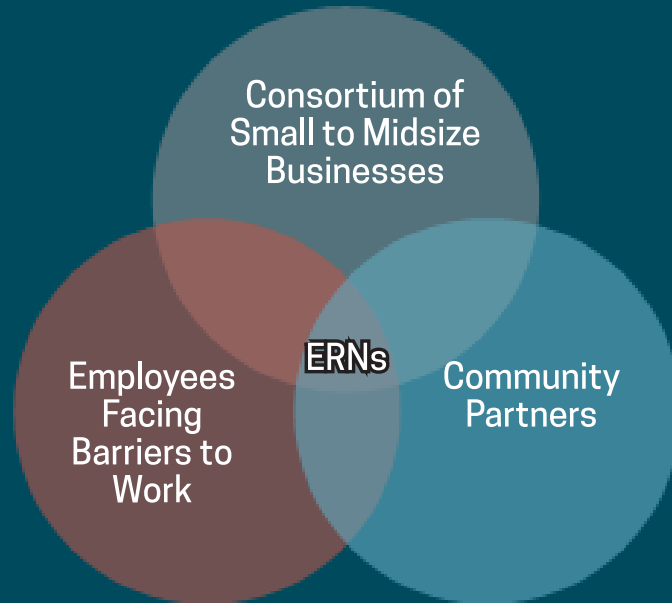 Consortium of
Small to Midsize
Businesses
ERNs
Employees
Facing
Barriers to
Work
Community
Partners